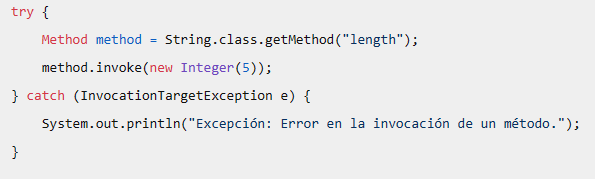 try {
    Method method = String.class.getMethod("length");
    method.invoke(new Integer(5));
} catch (InvocationTargetException e) {
    System.out.println("Excepción: Error en la invocación de un método.");
}